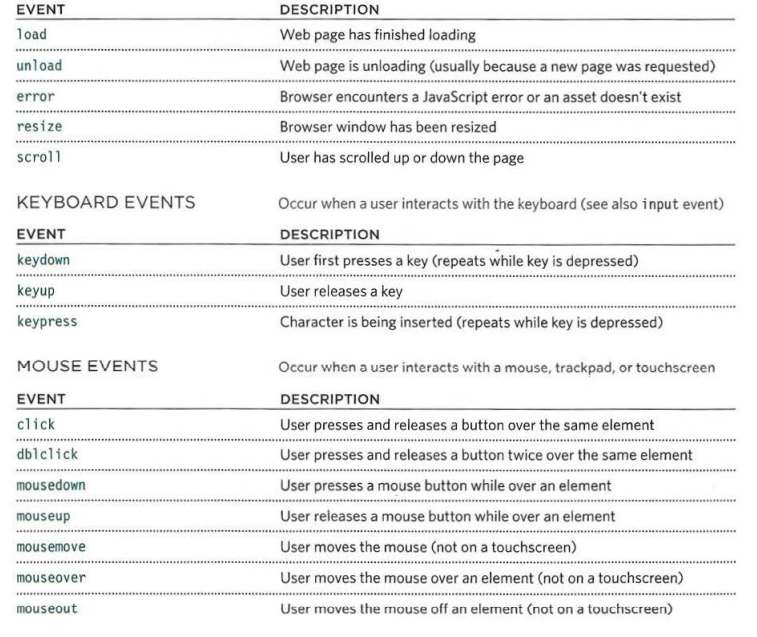 EVENT DESCRIPTION
load Web page has finished loading
unload Web page is unloading (usually because a new page was requested)
error Browser encounters a JavaScript error or an asset doesn't exist
resize Browser window has been resized
scroll User has scrolled up or down the page
KEYBOARD EVENTS Occur when a user interacts with the keyboard (see also input event)
EVENT DESCRIPTION
keydown User first presses a key (repeats while key is depressed)
keyup User releases a key
keypress Character is being inserted (repeats while key is depressed)
MOUSE EVENTS Occur when a user interacts with a mouse, trackpad, or touchscreen
EVENT DESCRIPTION
click User presses and releases a button over the same element
dblclick User presses and releases a button twice over the same element
mousedown User presses a mouse button while over an element
mouseup User releases a mouse button while over an element
mousemove User moves the mouse (not on a touchscreen)
mouseover User moves the mouse over an element (not on a touchscreen)
mouseout User moves the mouse off an element (not on a touchscreen)